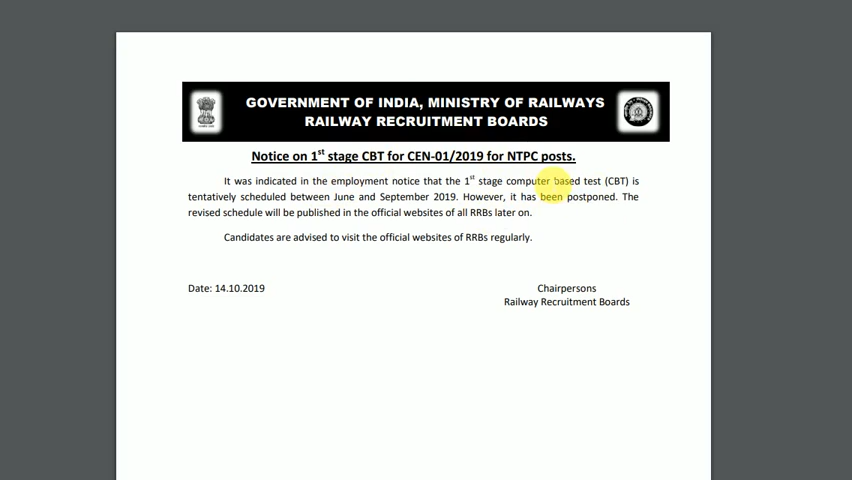 GOVERNMENT OF INDIA, MINISTRY OF RAILWAYS
RAILWAY RECRUITMENT BOARDS
Notice on 1st stage CBT for CEN-01/2019 for NTPC posts.
It was indicated in the employment notice that the 1st stage computer based test (CBT) is
tentatively scheduled between June and September 2019. However, it has been postponed. The
revised schedule will be published in the official websites of all RRBs later on.
Candidates are advised to visit the official websites of RRBs regularly.
Date: 14.10.2019
Chairpersons
Railway Recruitment Boards